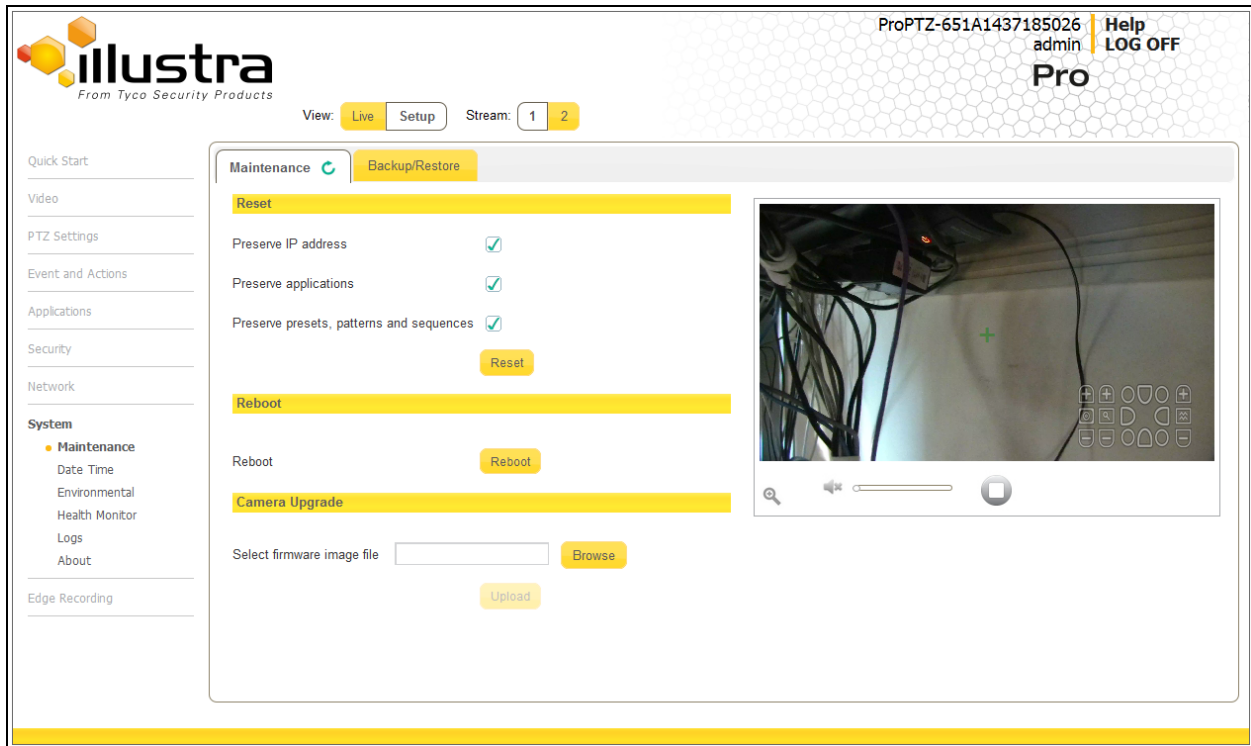 ProPTZ-651A1437185026 Help
admin LOG OFF
Pro
illustra
From Tyco Security Products
View: Live Setup Stream: 1 2
Quick Start
Video
PTZ Settings
Event and Actions
Applications
Security
Network
System
Maintenance
Date Time
Environmental
Health Monitor
Logs
About
Edge Recording
Maintenance Backup/Restore
Reset
Preserve IP address
Preserve applications
Preserve presets, patterns and sequences
Reset
Reboot
Reboot Reboot
Camera Upgrade
Select firmware image file Browse
Upload